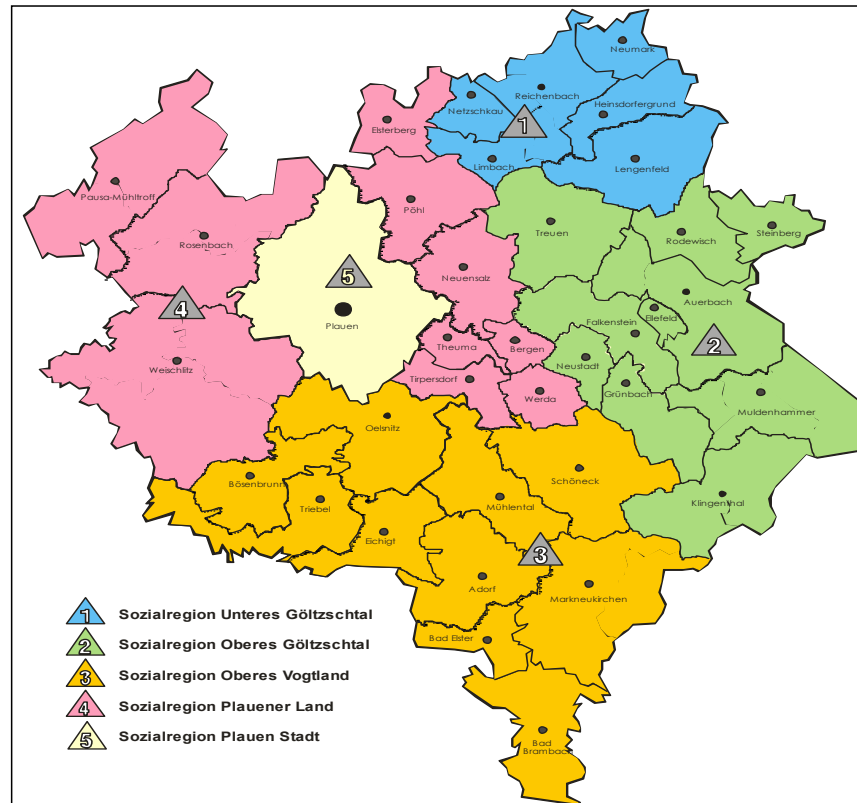 Neumark
Reichenbach
Netzschkau
Heinsdorfergrund
1
Elsterberg
Limbach
Lengenfeld
Pausa-Mühltroff
Pöhl
Treuen
Rodewisch
Steinberg
Rosenbach
Neuensalz
5
Auerbach
4
Plauen
Ellefeld
Falkenstein
2
Theuma
Bergen
Neustadt
Weischlitz
Tirpersdorf
Werda
Grünbach
Muldenhammer
Oelsnitz
Schöneck
Bösenbrunn
Klingenthal
Triebel
Mühlental
Eichigt
3
Adorf
Markneukirchen
Bad Elster
Bad
Brambach
1 Sozialregion Unteres Göltzschtal
2 Sozialregion Oberes Göltzschtal
3 Sozialregion Oberes Vogtland
4 Sozialregion Plauener Land
5 Sozialregion Plauen Stadt